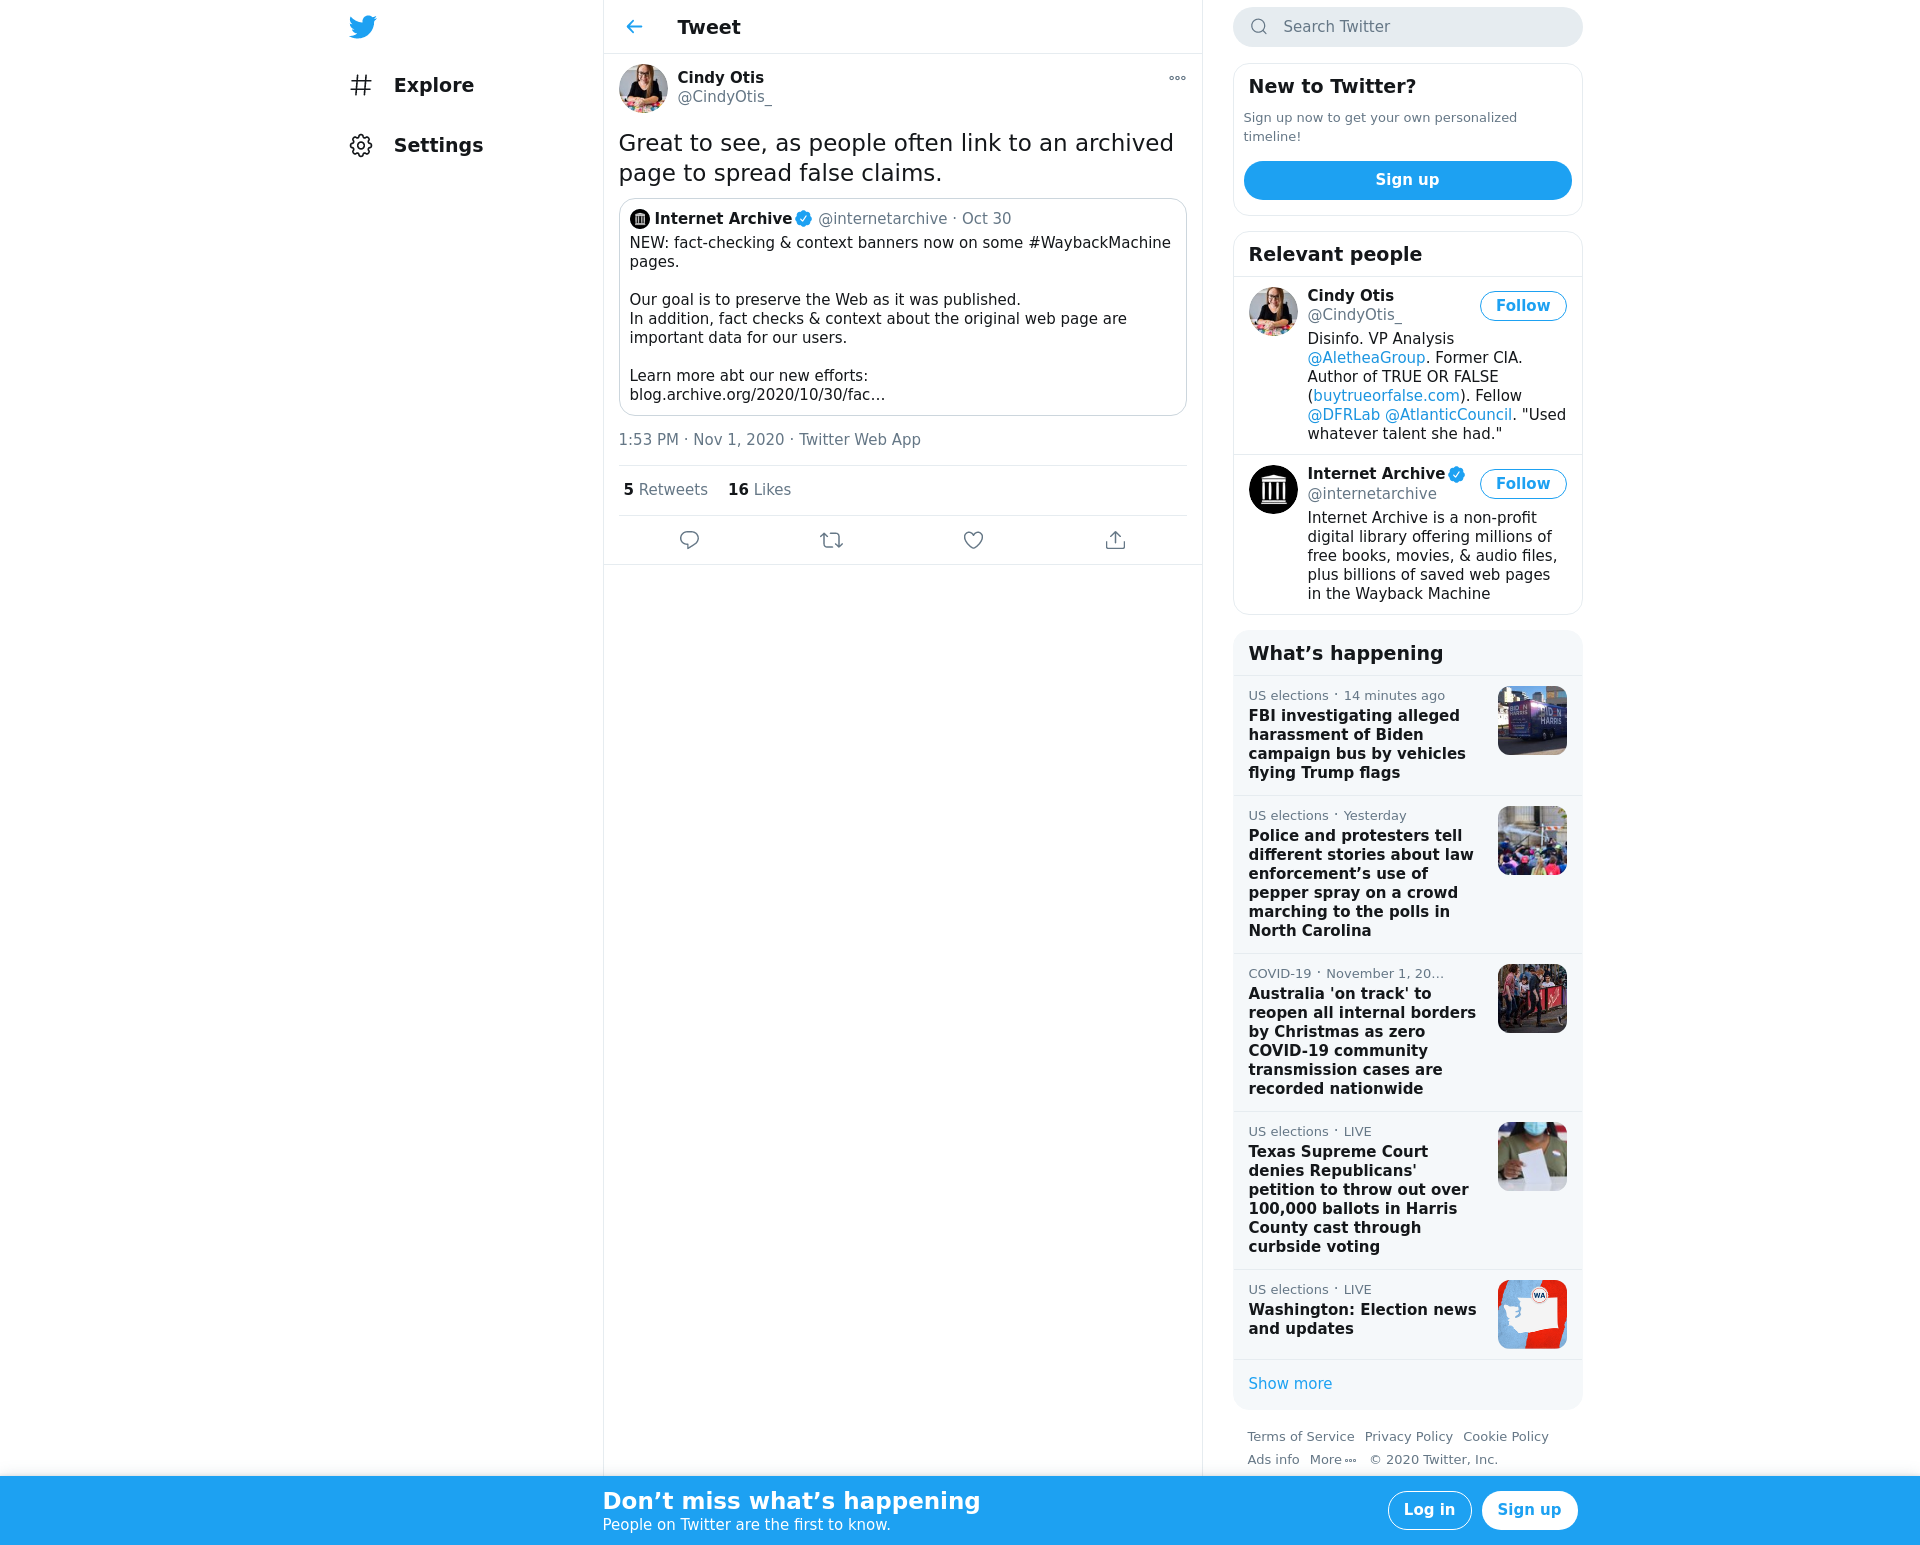 Explore
Settings
Tweet
Cindy Otis
@CindyOtis_
Great to see, as people often link to an archived
page to spread false claims.
Internet Archive @internetarchive · Oct 30
NEW: fact-checking & context banners now on some #WaybackMachine
pages.
Our goal is to preserve the Web as it was published.
In addition, fact checks & context about the original web page are
important data for our users.
Learn more abt our new efforts:
blog.archive.org/2020/10/30/fac…
1:53 PM · Nov 1, 2020 · Twitter Web App
5 Retweets 16 Likes
Search Twitter
New to Twitter?
Sign up now to get your own personalized
timeline!
Sign up
Relevant people
Cindy Otis
@CindyOtis_
Follow
Disinfo. VP Analysis
@AletheaGroup. Former CIA.
Author of TRUE OR FALSE
(buytrueorfalse.com). Fellow
@DFRLab @AtlanticCouncil. "Used
whatever talent she had."
Internet Archive
@internetarchive
Follow
Internet Archive is a non-profit
digital library offering millions of
free books, movies, & audio files,
plus billions of saved web pages
in the Wayback Machine
What’s happening
US elections · 14 minutes ago
FBI investigating alleged
harassment of Biden
campaign bus by vehicles
flying Trump flags
US elections · Yesterday
Police and protesters tell
different stories about law
enforcement’s use of
pepper spray on a crowd
marching to the polls in
North Carolina
COVID-19 · November 1, 20…
Australia 'on track' to
reopen all internal borders
by Christmas as zero
COVID-19 community
transmission cases are
recorded nationwide
US elections · LIVE
Texas Supreme Court
denies Republicans'
petition to throw out over
100,000 ballots in Harris
County cast through
curbside voting
US elections · LIVE
Washington: Election news
and updates
WA
Show more
Terms of Service Privacy Policy Cookie Policy
Ads info More © 2020 Twitter, Inc.
Don’t miss what’s happening
People on Twitter are the first to know.
Log in
Sign up